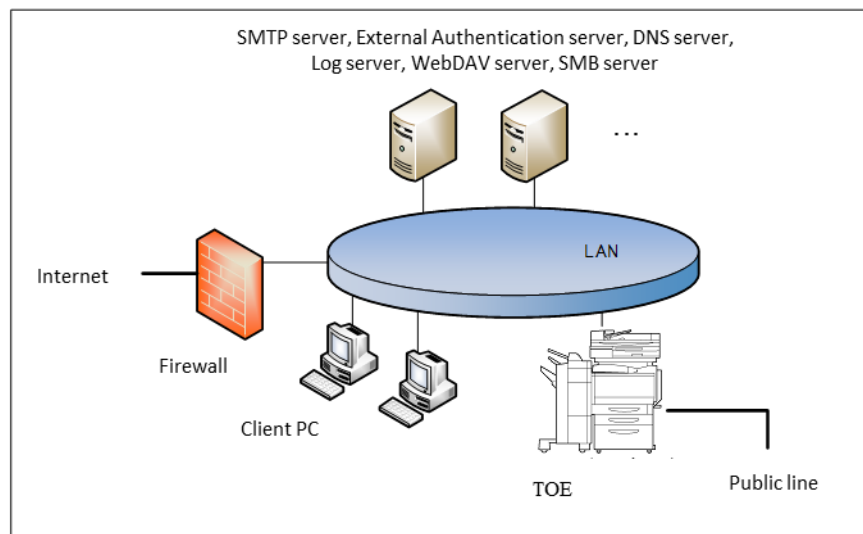 SMTP server, External Authentication server, DNS server,
Log server, WebDAV server, SMB server
...
LAN
Internet
Firewall
Client PC
TOE
Public line